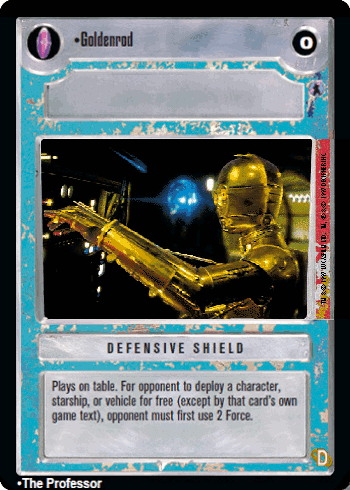 •Goldenrod
0
DEFENSIVE SHIELD
Plays on table. For opponent to deploy a character,
starship, or vehicle for free (except by that card's own
game text), opponent must first use 2 Force.
D
•The Professor